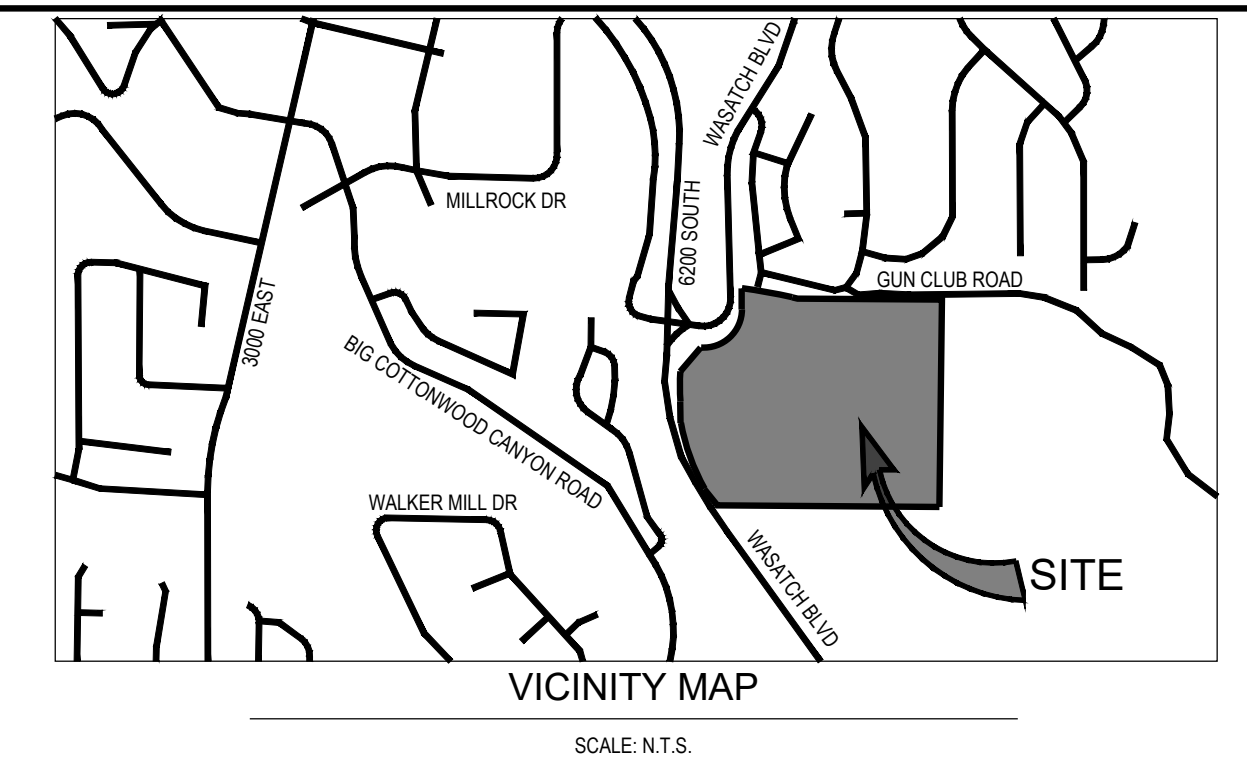 WASATCH BLVD
MILLROCK DR
6200 SOUTH
GUN CLUB ROAD
3000 EAST
BIG COTTONWOOD CANYON ROAD
WALKER MILL DR
WASATCH BLVD
SITE
VICINITY MAP
SCALE: N.T.S.